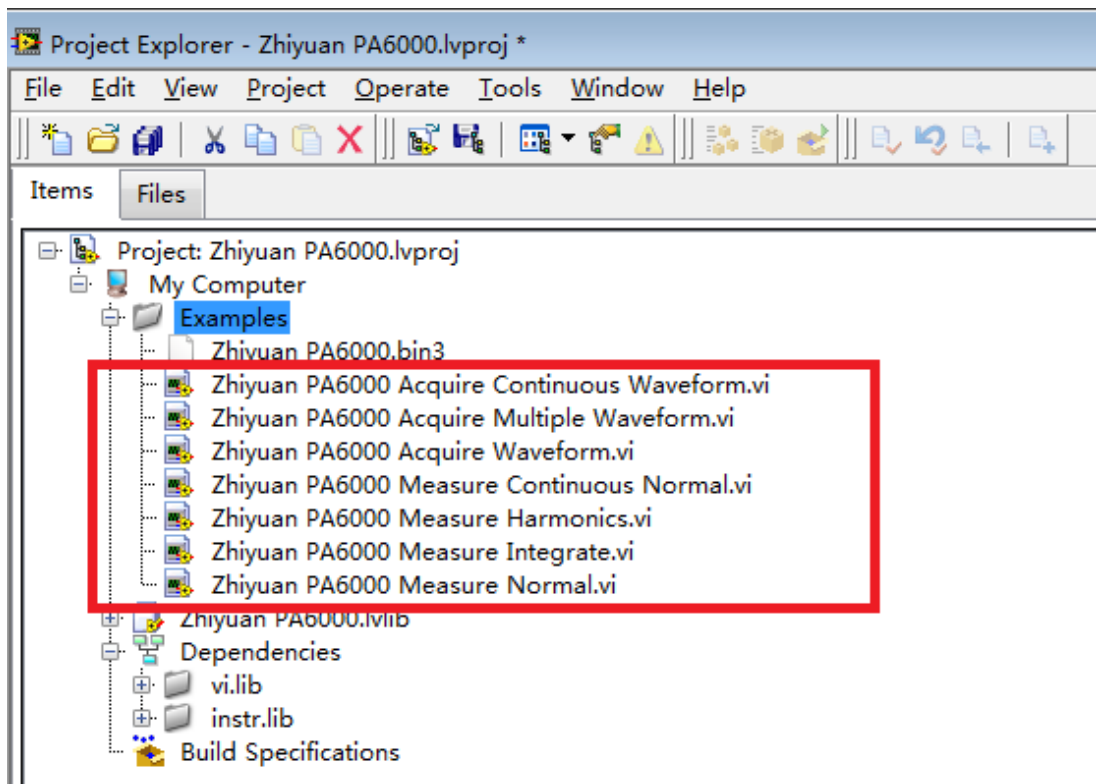 Project Explorer - Zhiyuan PA6000.lvproj *
File Edit View Project Operate Tools Window Help
Items Files
Project: Zhiyuan PA6000.lvproj
My Computer
Examples
Zhiyuan PA6000.bin3
Zhiyuan PA6000 Acquire Continuous Waveform.vi
Zhiyuan PA6000 Acquire Multiple Waveform.vi
Zhiyuan PA6000 Acquire Waveform.vi
Zhiyuan PA6000 Measure Continuous Normal.vi
Zhiyuan PA6000 Measure Harmonics.vi
Zhiyuan PA6000 Measure Integrate.vi
Zhiyuan PA6000 Measure Normal.vi
Zhiyuan PA6000.lvlib
Dependencies
vi.lib
instr.lib
Build Specifications